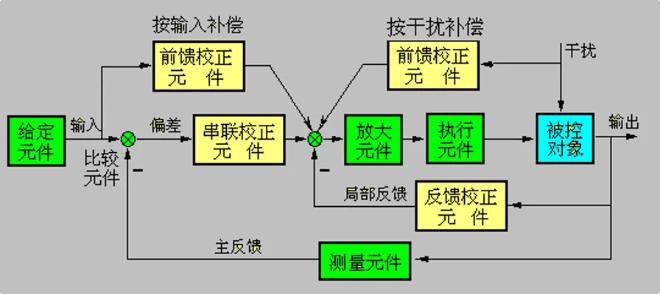 按输入补偿
按干扰补偿
前馈校正
元 件
前馈校正
元 件
干扰
给定
元件
输入
比较
元件
偏差
串联校正
元 件
放大
元件
执行
元件
被控
对象
输出
局部反馈
反馈校正
元 件
主反馈
测量元件